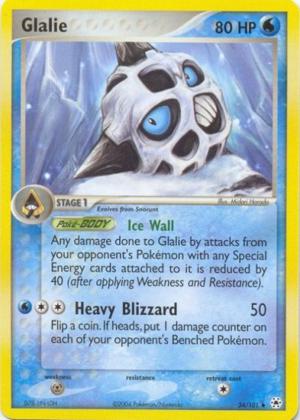 Glalie 80 HP
Illus. Midori Harada
STAGE 1
Evolves from Snorunt
Poké-BODY Ice Wall
Any damage done to Glalie by attacks from
your opponent's Pokémon with any Special
Energy cards attached to it is reduced by
40 (after applying Weakness and Resistance).
Heavy Blizzard 50
Flip a coin. If heads, put 1 damage counter on
each of your opponent's Benched Pokémon.
weakness resistance retreat cost
©2004 Pokémon/Nintendo 34/101